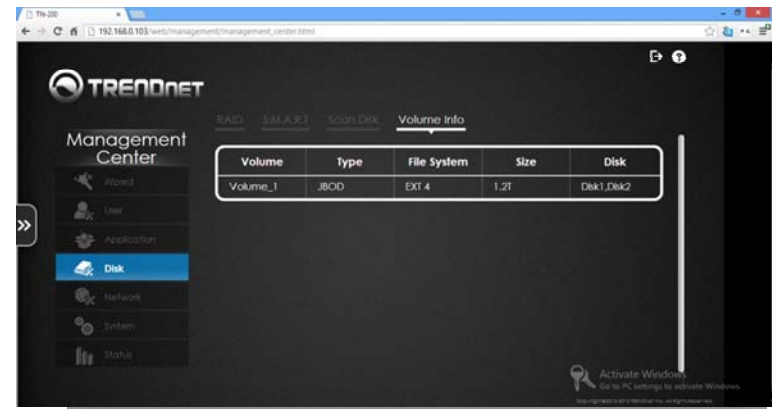 TN-200
192.168.0.103/web/management/management_center.html
TRENDNET
RAID S.M.A.R.T Scan Disk Volume Info
Management
Center
Volume Type File System Size Disk
Volume_1 JBOD EXT 4 1.2T Disk1,Disk2
Wizard
User
Application
Disk
Network
System
Status
Activate Windows
Go to PC settings to activate Windows.